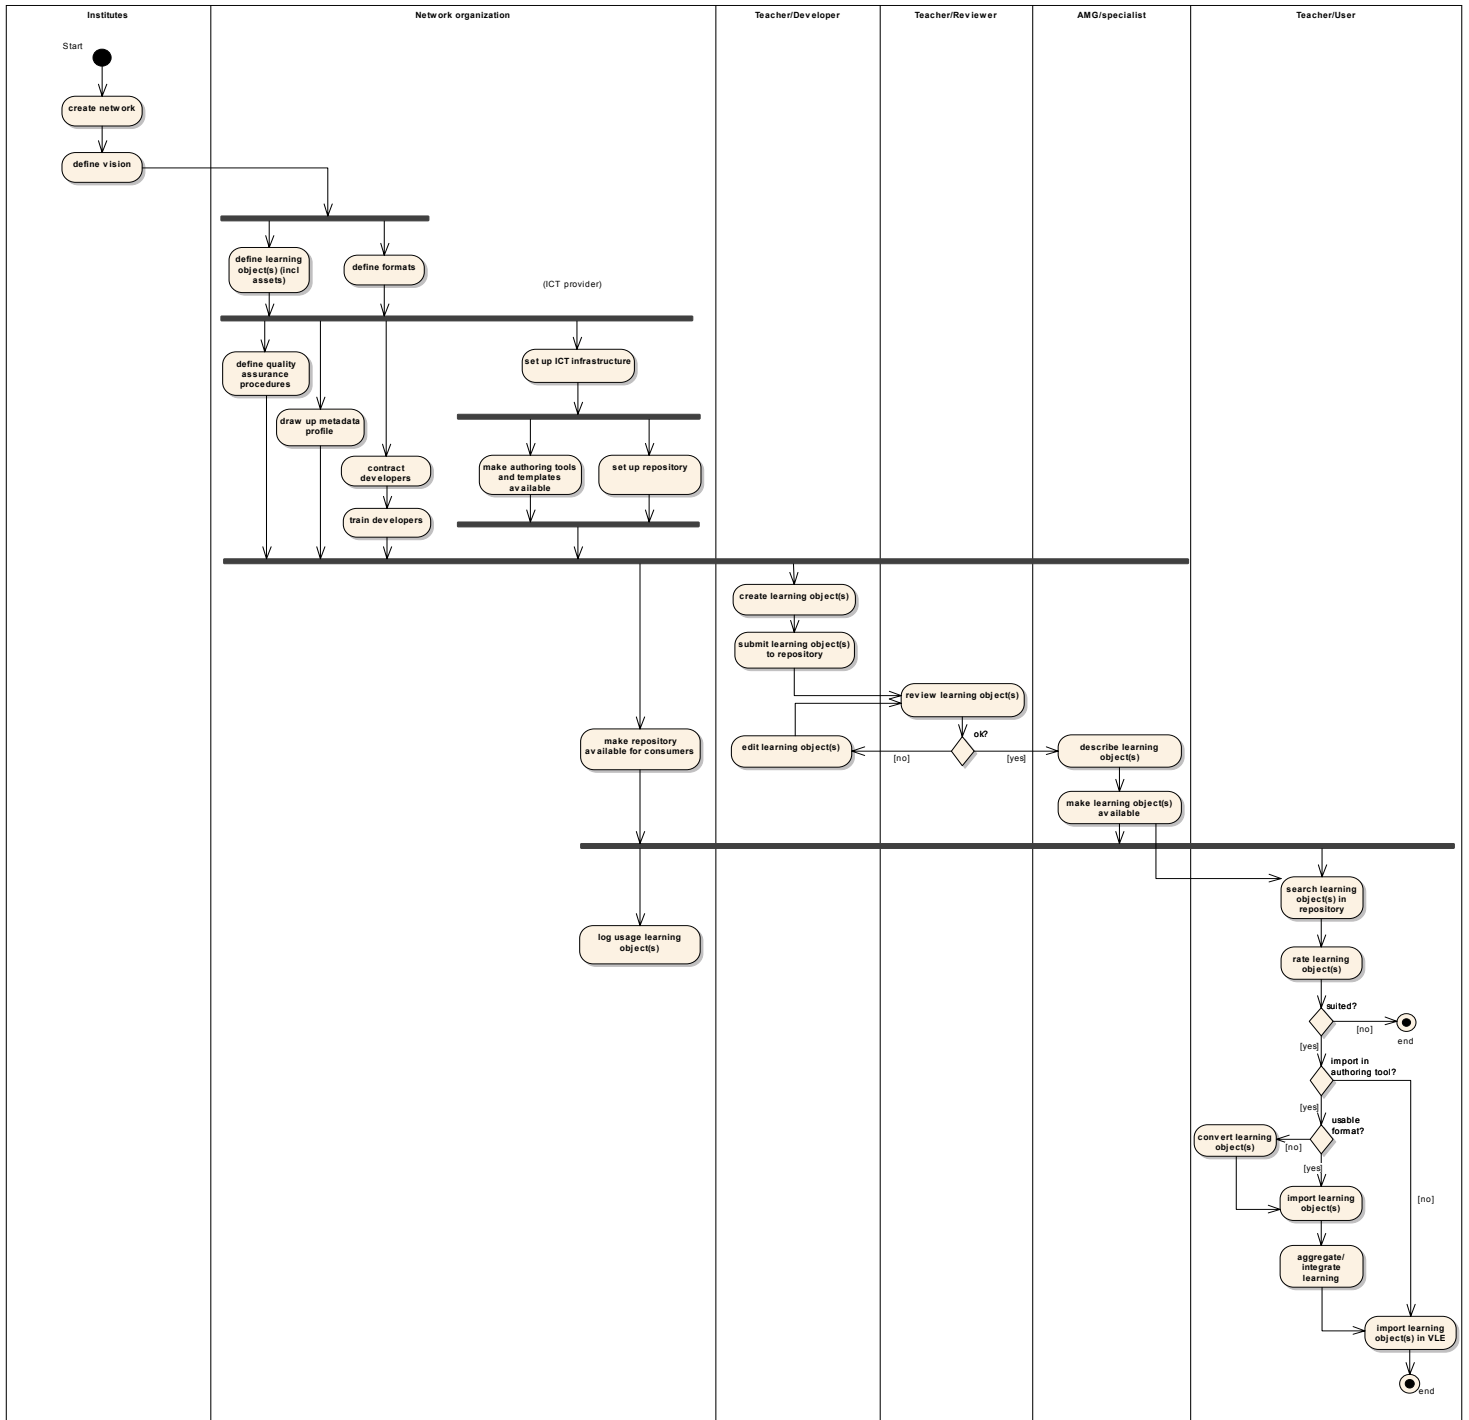 Institutes
Network organization
Teacher/Developer
Teacher/Reviewer
AMG/specialist
Teacher/User
Start
create network
define vision
define learning
object(s) (incl
assets)
define formats
(ICT provider)
define quality
assurance
procedures
set up ICT infrastructure
draw up metadata
profile
contract
developers
make authoring tools
and templates
available
set up repository
train developers
create learning object(s)
submit learning object(s)
to repository
review learning object(s)
ok?
make repository
available for consumers
edit learning object(s)
[no]
[yes]
describe learning
object(s)
make learning object(s)
available
search learning
object(s) in
repository
log usage learning
object(s)
rate learning
object(s)
suited?
[no]
end
[yes]
import in
authoring tool?
[yes]
usable
format?
convert learning
object(s)
[no]
[yes]
import learning
object(s)
[no]
aggregate/
integrate
learning
import learning
object(s) in VLE
end